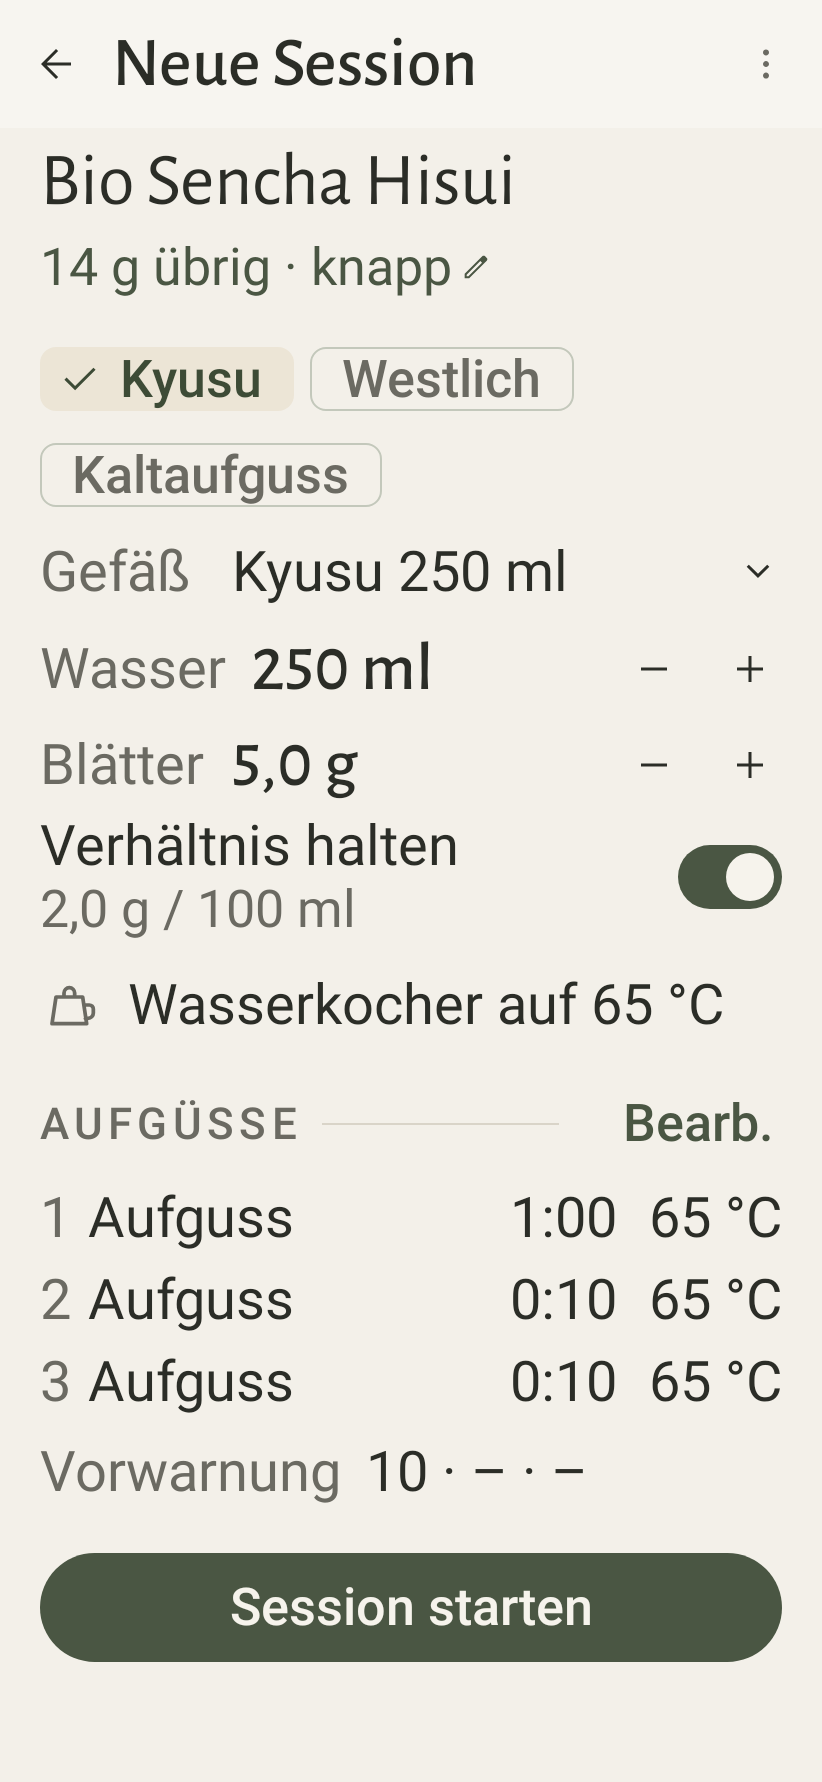 Neue Session
Bio Sencha Hisui
14 g übrig · knapp
Kyusu
Westlich
Kaltaufguss
Gefäß Kyusu 250 ml
Wasser 250 ml − +
Blätter 5,0 g − +
Verhältnis halten
2,0 g / 100 ml
Wasserkocher auf 65 °C
AUFGÜSSE Bearb.
1 Aufguss 1:00 65 °C
2 Aufguss 0:10 65 °C
3 Aufguss 0:10 65 °C
Vorwarnung 10 · – · –
Session starten